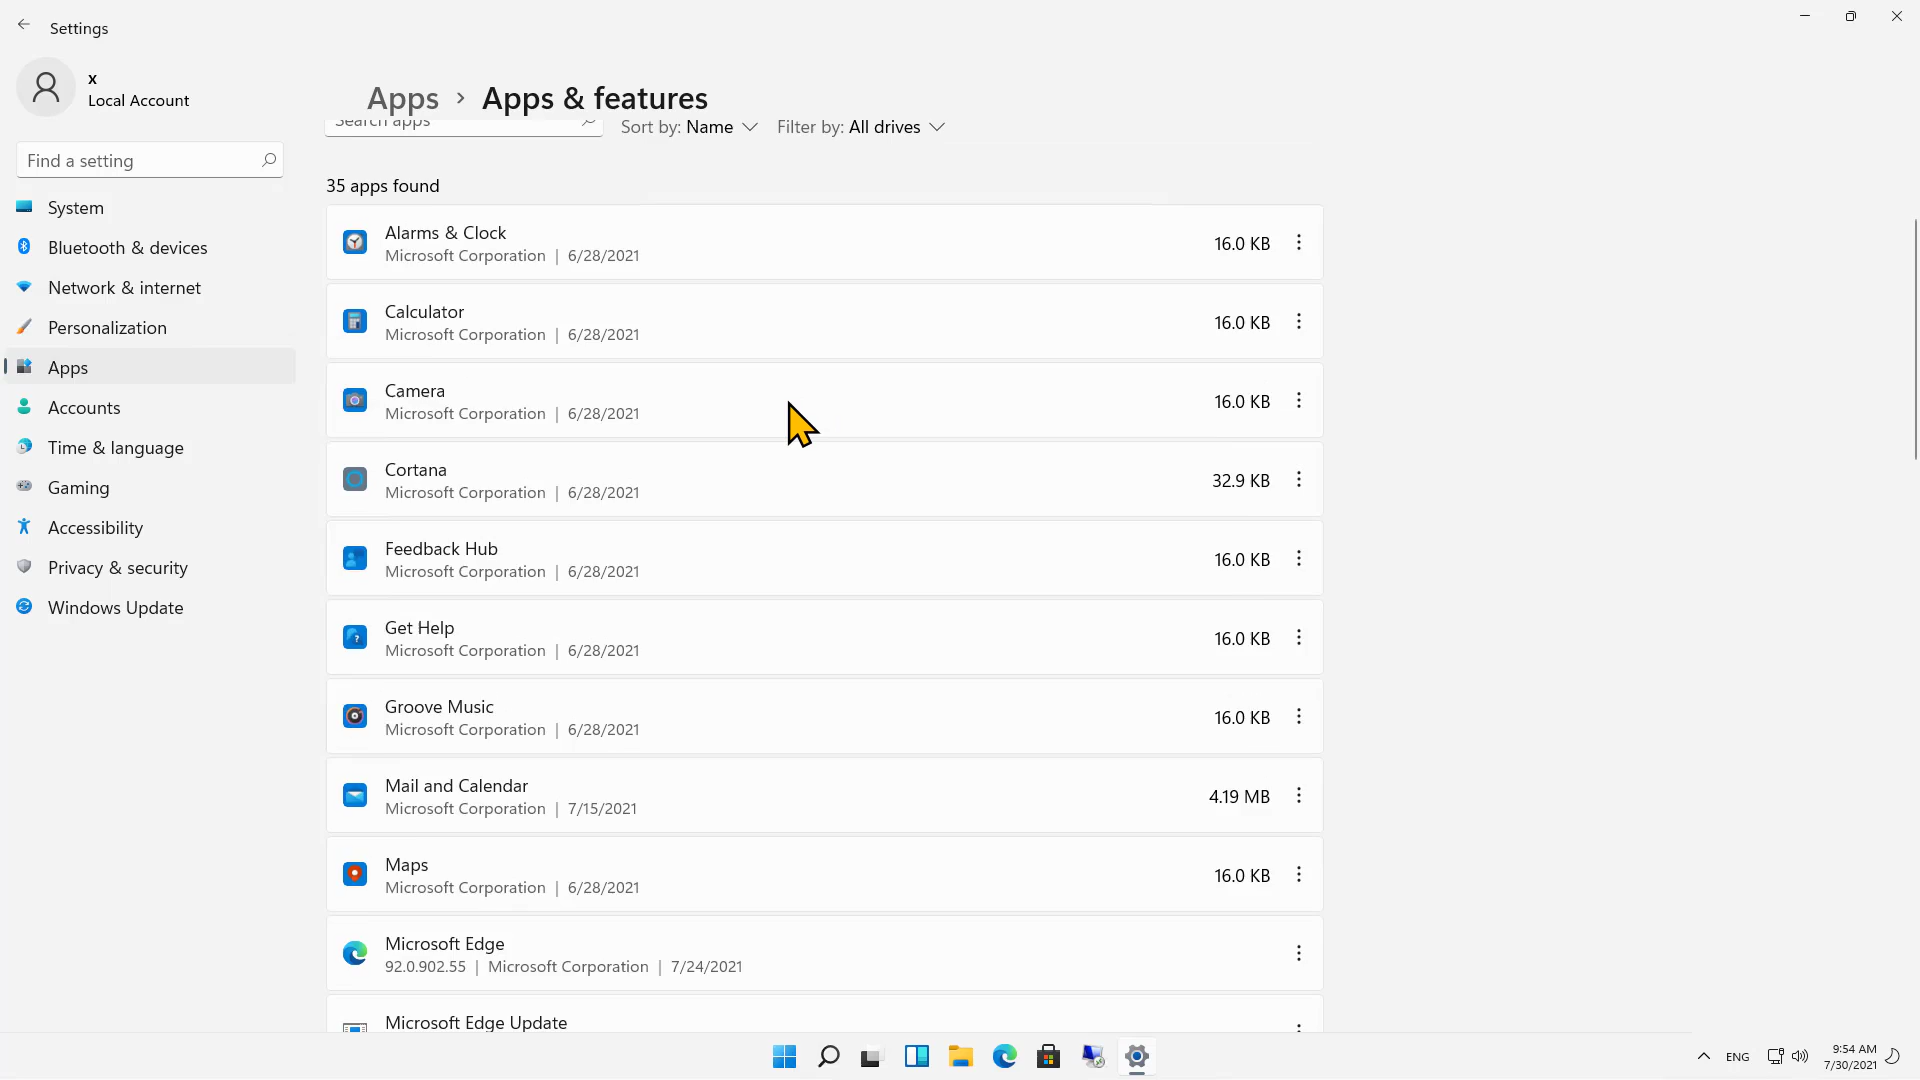 Settings
x
Local Account
Find a setting
System
Bluetooth & devices
Network & internet
Personalization
Apps
Accounts
Time & language
Gaming
Accessibility
Privacy & security
Windows Update
Apps > Apps & features
Search apps
Sort by: Name
Filter by: All drives
35 apps found
Alarms & Clock
Microsoft Corporation | 6/28/2021
16.0 KB
Calculator
Microsoft Corporation | 6/28/2021
16.0 KB
Camera
Microsoft Corporation | 6/28/2021
16.0 KB
Cortana
Microsoft Corporation | 6/28/2021
32.9 KB
Feedback Hub
Microsoft Corporation | 6/28/2021
16.0 KB
Get Help
Microsoft Corporation | 6/28/2021
16.0 KB
Groove Music
Microsoft Corporation | 6/28/2021
16.0 KB
Mail and Calendar
Microsoft Corporation | 7/15/2021
4.19 MB
Maps
Microsoft Corporation | 6/28/2021
16.0 KB
Microsoft Edge
92.0.902.55 | Microsoft Corporation | 7/24/2021
Microsoft Edge Update
ENG
9:54 AM
7/30/2021